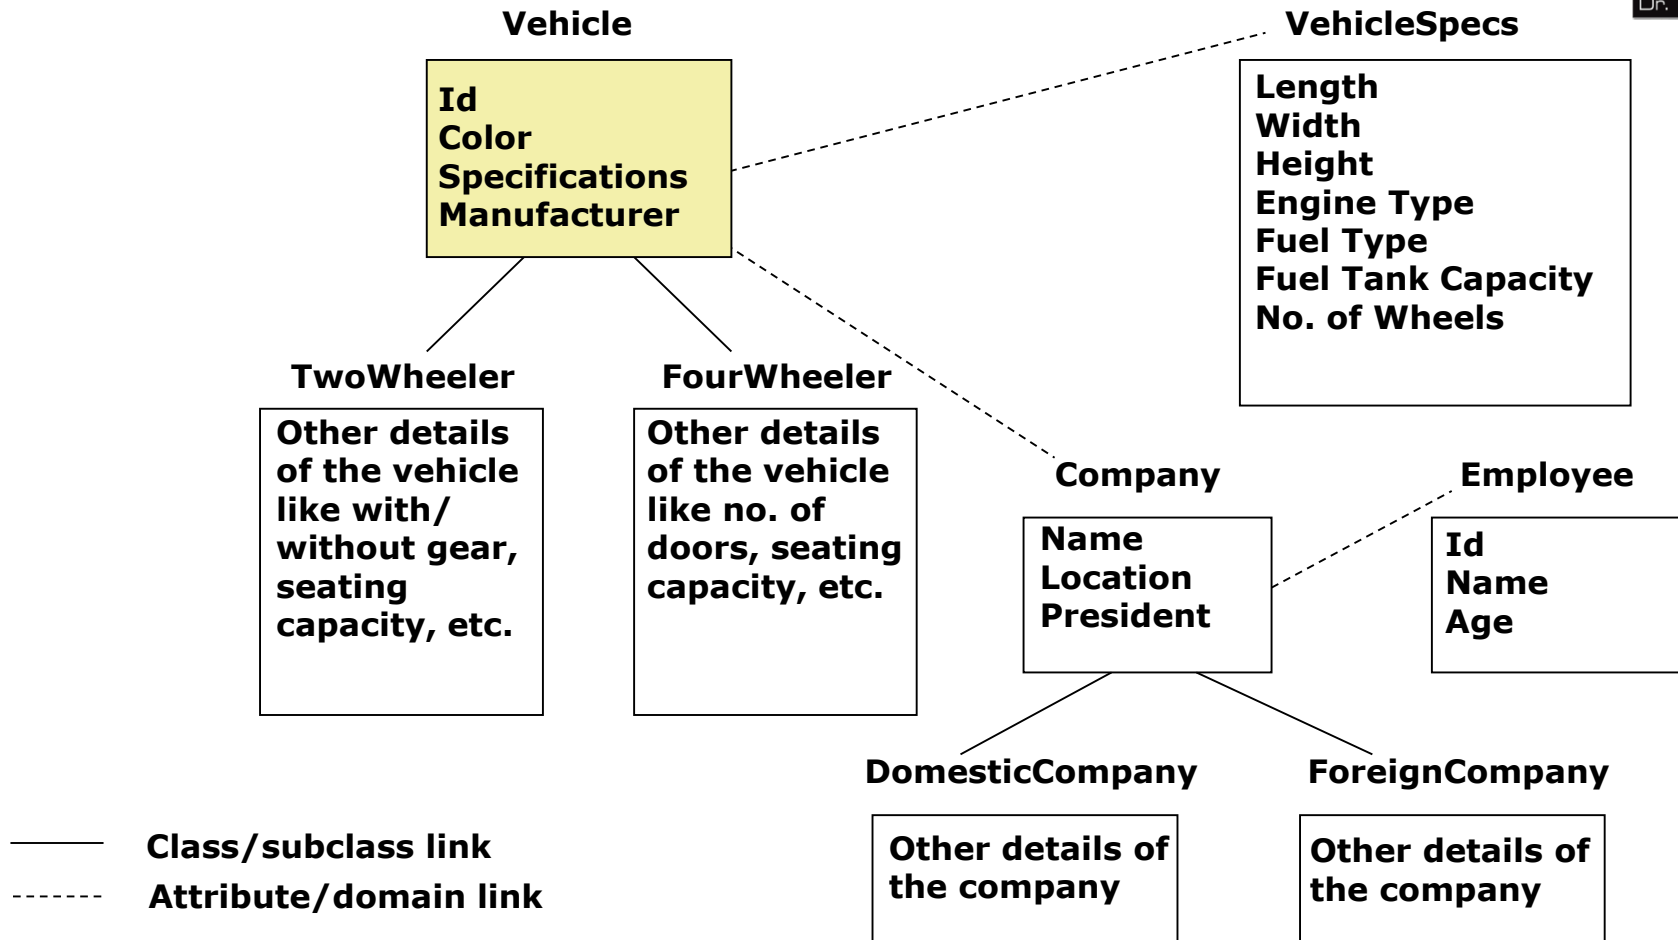 Vehicle
VehicleSpecs
Dr.
Id
Color
Specifications
Manufacturer
Length
Width
Height
Engine Type
Fuel Type
Fuel Tank Capacity
No. of Wheels
TwoWheeler
FourWheeler
Other details
of the vehicle
like with/
without gear,
seating
capacity, etc.
Other details
of the vehicle
like no. of
doors, seating
capacity, etc.
Company
Employee
Name
Location
President
Id
Name
Age
DomesticCompany
ForeignCompany
Other details of
the company
Other details of
the company
Class/subclass link
Attribute/domain link